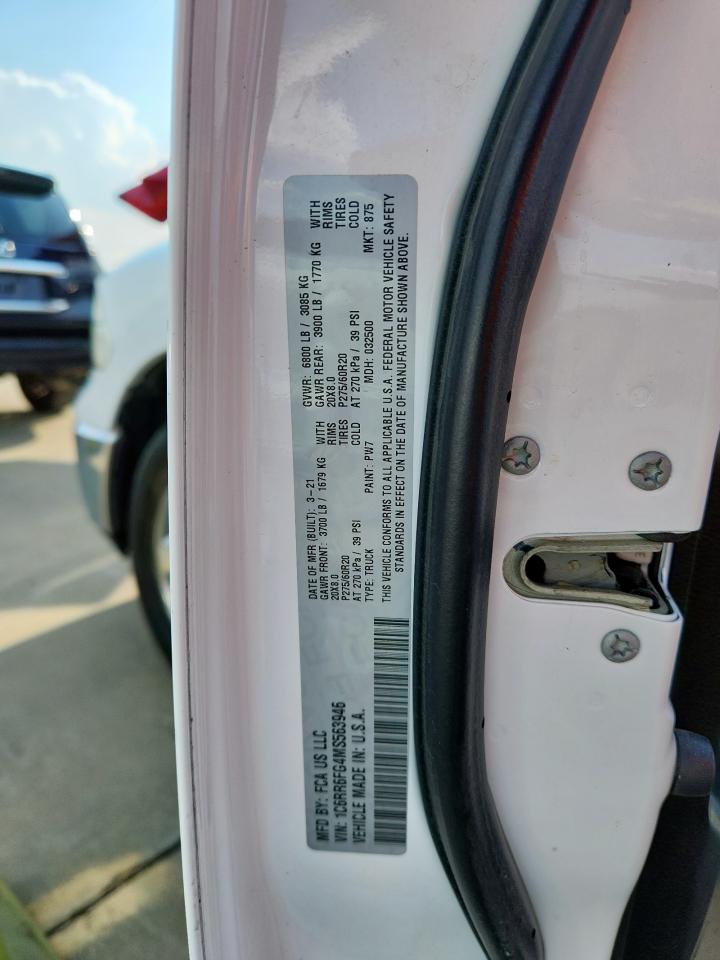 MFD BY: FCA US LLC
VIN: 1C6RR6FG4MS563946
VEHICLE MADE IN: U.S.A.
DATE OF MFR (BUILT): 3-21
GAWR FRONT: 3700 LB / 1679 KG WITH
20X8.0 RIMS
P275/60R20 TIRES
AT 270 kPa / 39 PSI COLD
TYPE: TRUCK PAINT: PW7
GVWR: 6800 LB / 3085 KG
GAWR REAR: 3900 LB / 1770 KG WITH
20X8.0 RIMS
P275/60R20 TIRES
AT 270 kPa / 39 PSI COLD
MDH: 032500 MKT: 875
THIS VEHICLE CONFORMS TO ALL APPLICABLE U.S.A. FEDERAL MOTOR VEHICLE SAFETY
STANDARDS IN EFFECT ON THE DATE OF MANUFACTURE SHOWN ABOVE.